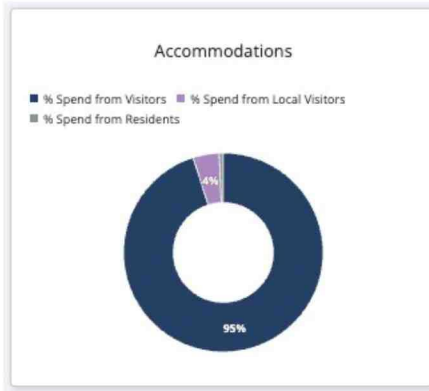 Accommodations
% Spend from Visitors % Spend from Local Visitors
% Spend from Residents
4%
95%